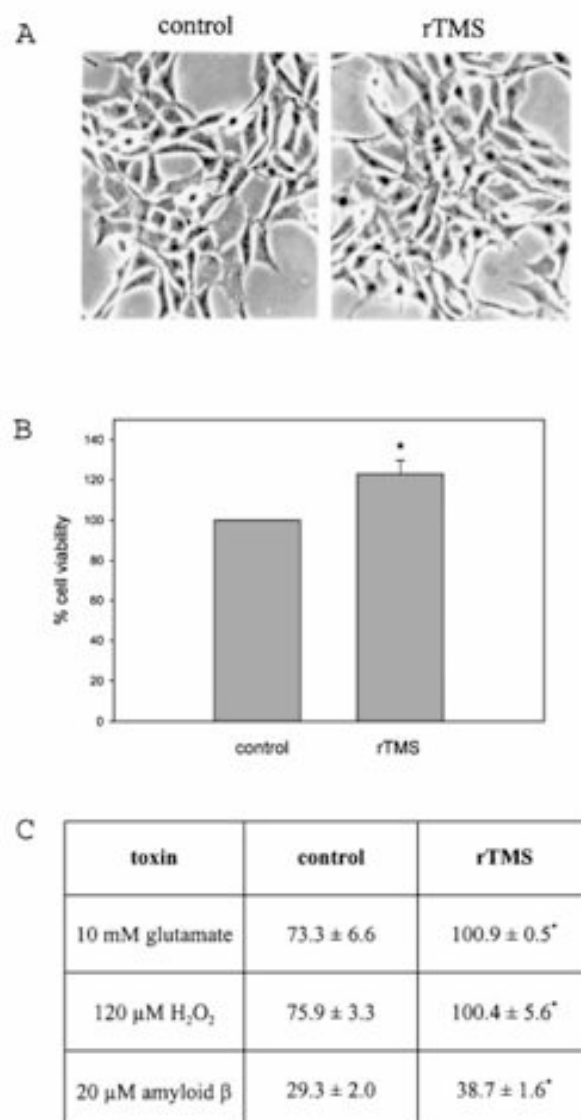 A
control rTMS
B
140
120
100
80
60
40
20
0
% cell viability
*
control rTMS
C
toxin control rTMS
10 mM glutamate 73.3 ± 6.6 100.9 ± 0.5*
120 µM H₂O₂ 75.9 ± 3.3 100.4 ± 5.6*
20 µM amyloid β 29.3 ± 2.0 38.7 ± 1.6*